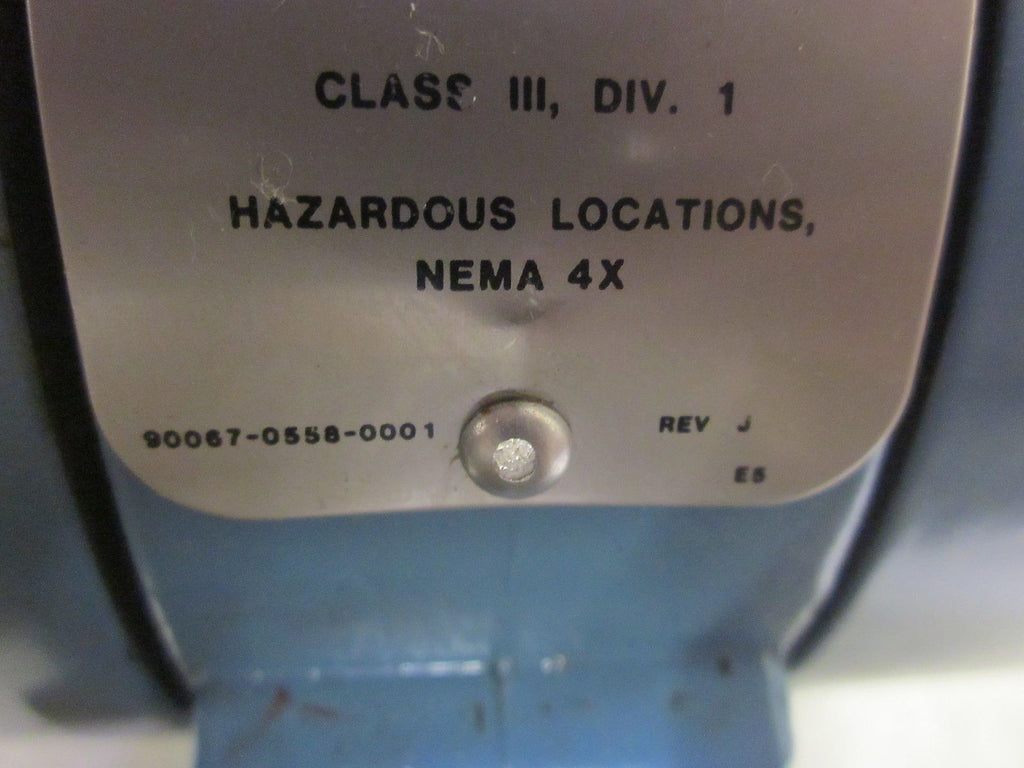 CLASS III, DIV. 1
HAZARDOUS LOCATIONS,
NEMA 4X
90067-0558-0001
REV J
E5